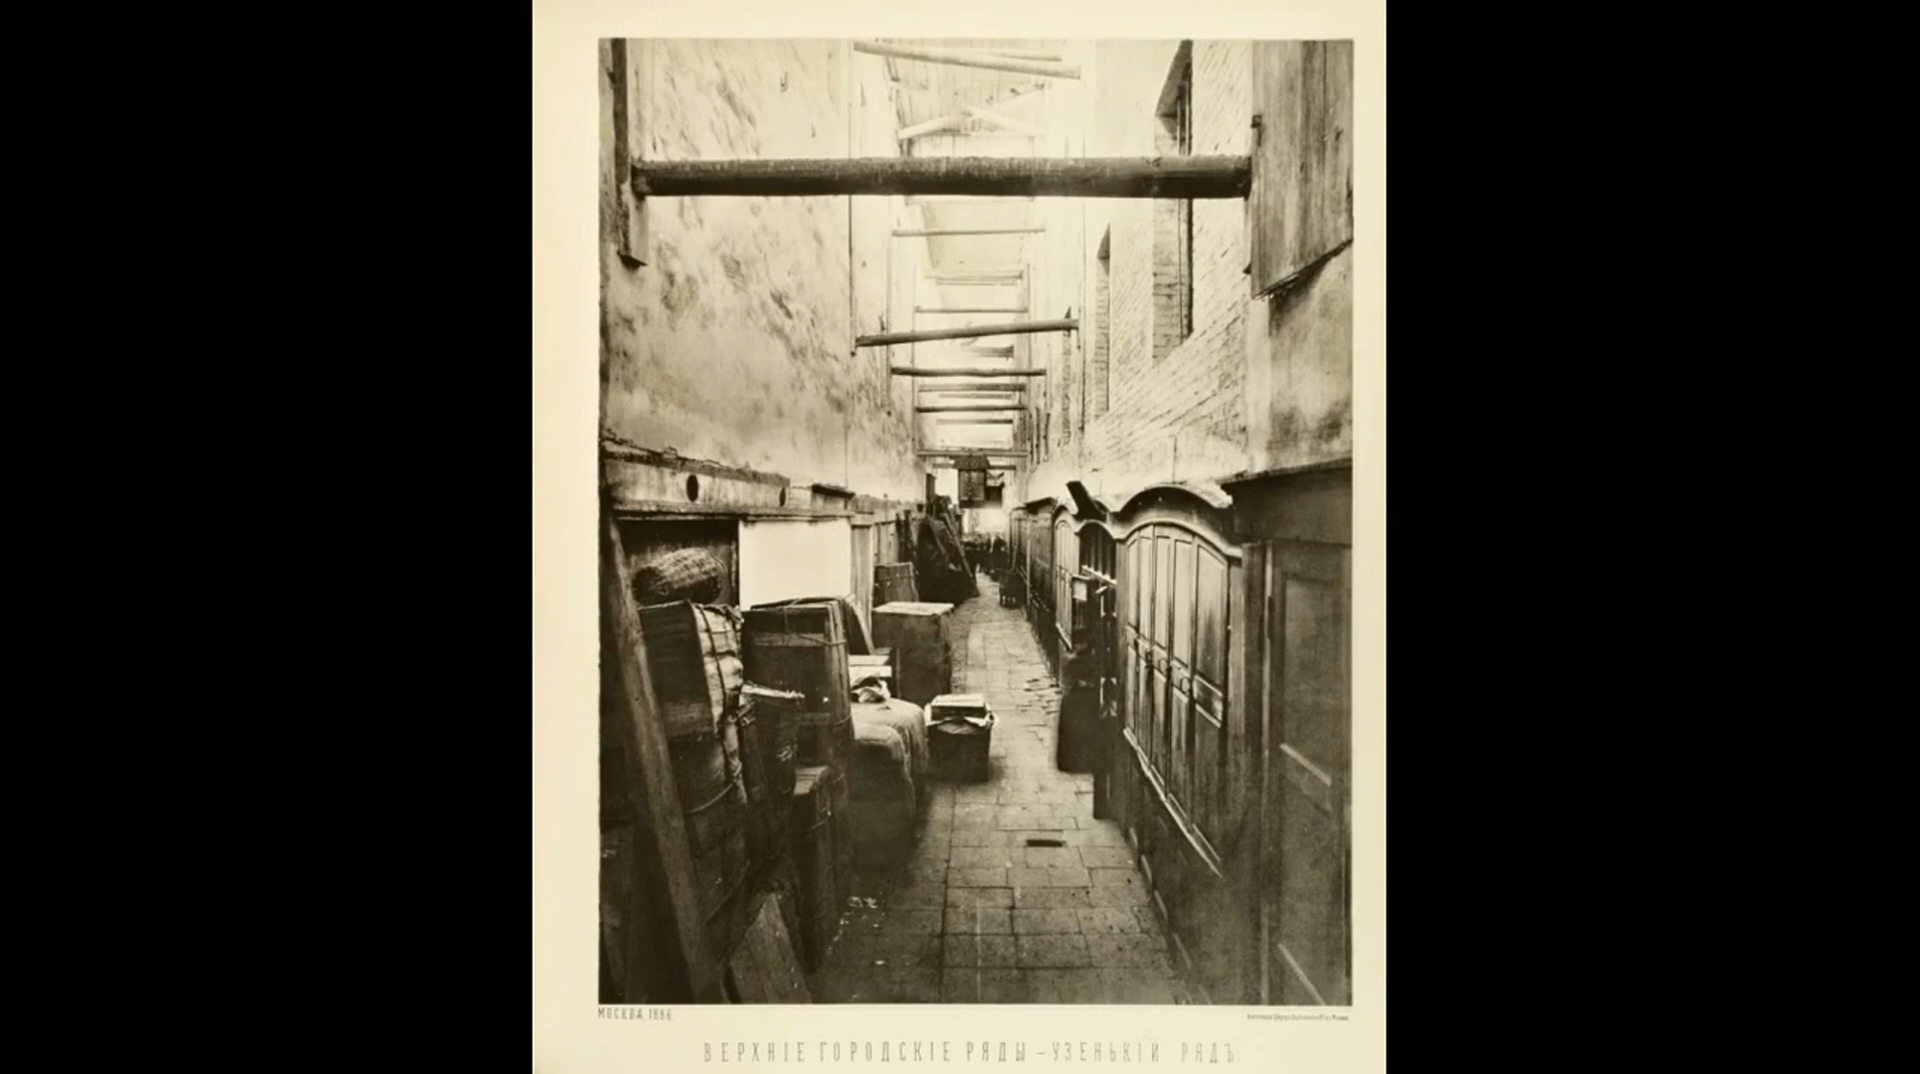 МОСКВА, 1886
ВЕРХНІЕ ГОРОДСКІЕ РЯДЫ – УЗЕНЬКІЙ РЯДЪ.